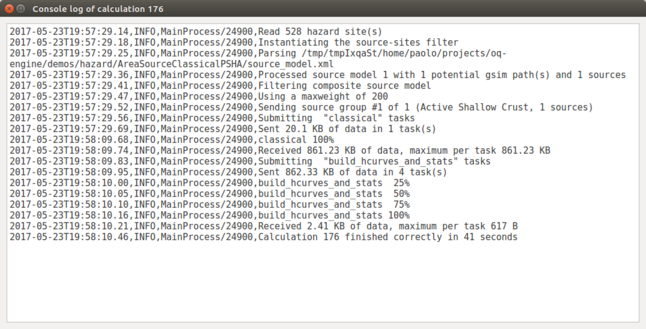 Console log of calculation 176
2017-05-23T19:57:29.14,INFO,MainProcess/24900,Read 528 hazard site(s)
2017-05-23T19:57:29.18,INFO,MainProcess/24900,Instantiating the source-sites filter
2017-05-23T19:57:29.25,INFO,MainProcess/24900,Parsing /tmp/tmpIxqaSt/home/paolo/projects/oq-
engine/demos/hazard/AreaSourceClassicalPSHA/source_model.xml
2017-05-23T19:57:29.36,INFO,MainProcess/24900,Processed source model 1 with 1 potential gsim path(s) and 1 sources
2017-05-23T19:57:29.41,INFO,MainProcess/24900,Filtering composite source model
2017-05-23T19:57:29.47,INFO,MainProcess/24900,Using a maxweight of 200
2017-05-23T19:57:29.52,INFO,MainProcess/24900,Sending source group #1 of 1 (Active Shallow Crust, 1 sources)
2017-05-23T19:57:29.56,INFO,MainProcess/24900,Submitting  "classical" tasks
2017-05-23T19:57:29.69,INFO,MainProcess/24900,Sent 20.1 KB of data in 1 task(s)
2017-05-23T19:58:09.68,INFO,MainProcess/24900,classical 100%
2017-05-23T19:58:09.74,INFO,MainProcess/24900,Received 861.23 KB of data, maximum per task 861.23 KB
2017-05-23T19:58:09.83,INFO,MainProcess/24900,Submitting  "build_hcurves_and_stats" tasks
2017-05-23T19:58:09.95,INFO,MainProcess/24900,Sent 862.33 KB of data in 4 task(s)
2017-05-23T19:58:10.00,INFO,MainProcess/24900,build_hcurves_and_stats  25%
2017-05-23T19:58:10.05,INFO,MainProcess/24900,build_hcurves_and_stats  50%
2017-05-23T19:58:10.10,INFO,MainProcess/24900,build_hcurves_and_stats  75%
2017-05-23T19:58:10.16,INFO,MainProcess/24900,build_hcurves_and_stats 100%
2017-05-23T19:58:10.21,INFO,MainProcess/24900,Received 2.41 KB of data, maximum per task 617 B
2017-05-23T19:58:10.46,INFO,MainProcess/24900,Calculation 176 finished correctly in 41 seconds